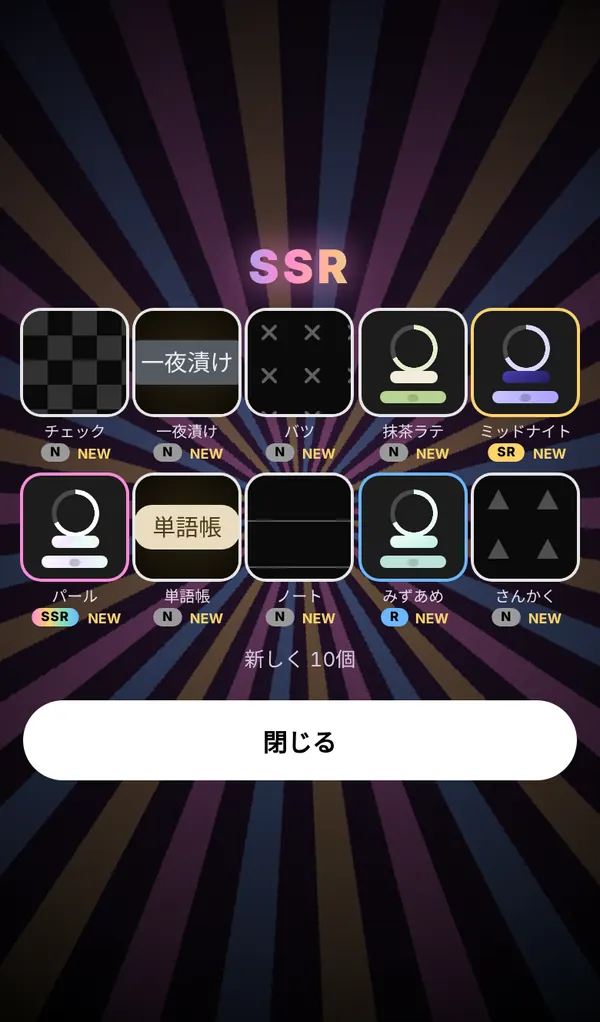 SSR
一夜漬け
チェック
一夜漬け
バツ
抹茶ラテ
ミッドナイト
N NEW
N NEW
N NEW
N NEW
SR NEW
単語帳
パール
単語帳
ノート
みずあめ
さんかく
SSR NEW
N NEW
N NEW
R NEW
N NEW
新しく 10個
閉じる